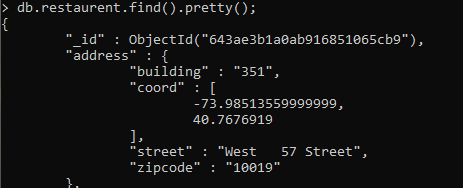 > db.restaurent.find().pretty();
{
        "_id" : ObjectId("643ae3b1a0ab916851065cb9"),
        "address" : {
                "building" : "351",
                "coord" : [
                        -73.98513559999999,
                        40.7676919
                ],
                "street" : "West   57 Street",
                "zipcode" : "10019"
        },